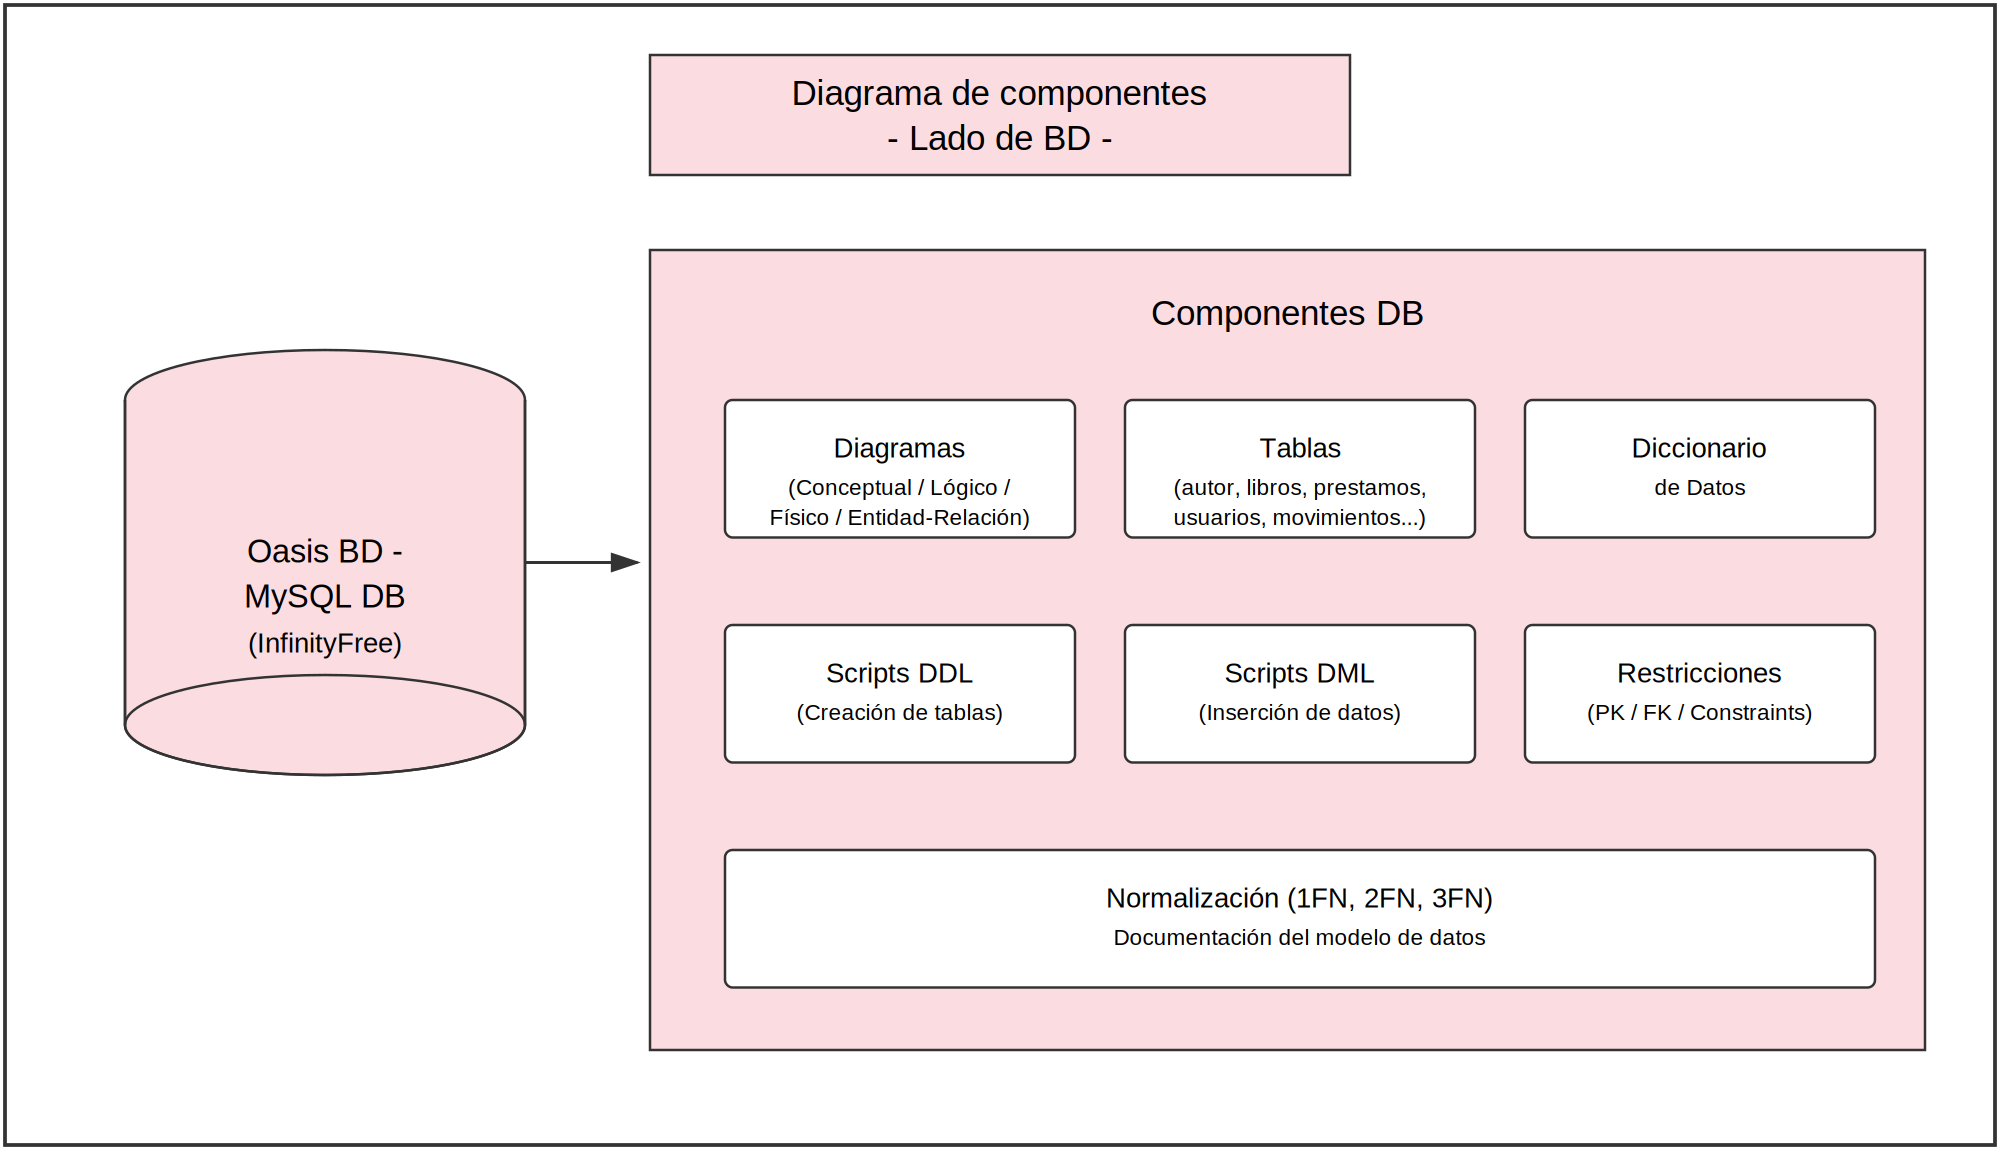 Diagrama de componentes
- Lado de BD -
Componentes DB
Diagramas
(Conceptual / Lógico /
Físico / Entidad-Relación)
Tablas
(autor, libros, prestamos,
usuarios, movimientos...)
Diccionario
de Datos
Oasis BD -
MySQL DB
(InfinityFree)
Scripts DDL
(Creación de tablas)
Scripts DML
(Inserción de datos)
Restricciones
(PK / FK / Constraints)
Normalización (1FN, 2FN, 3FN)
Documentación del modelo de datos